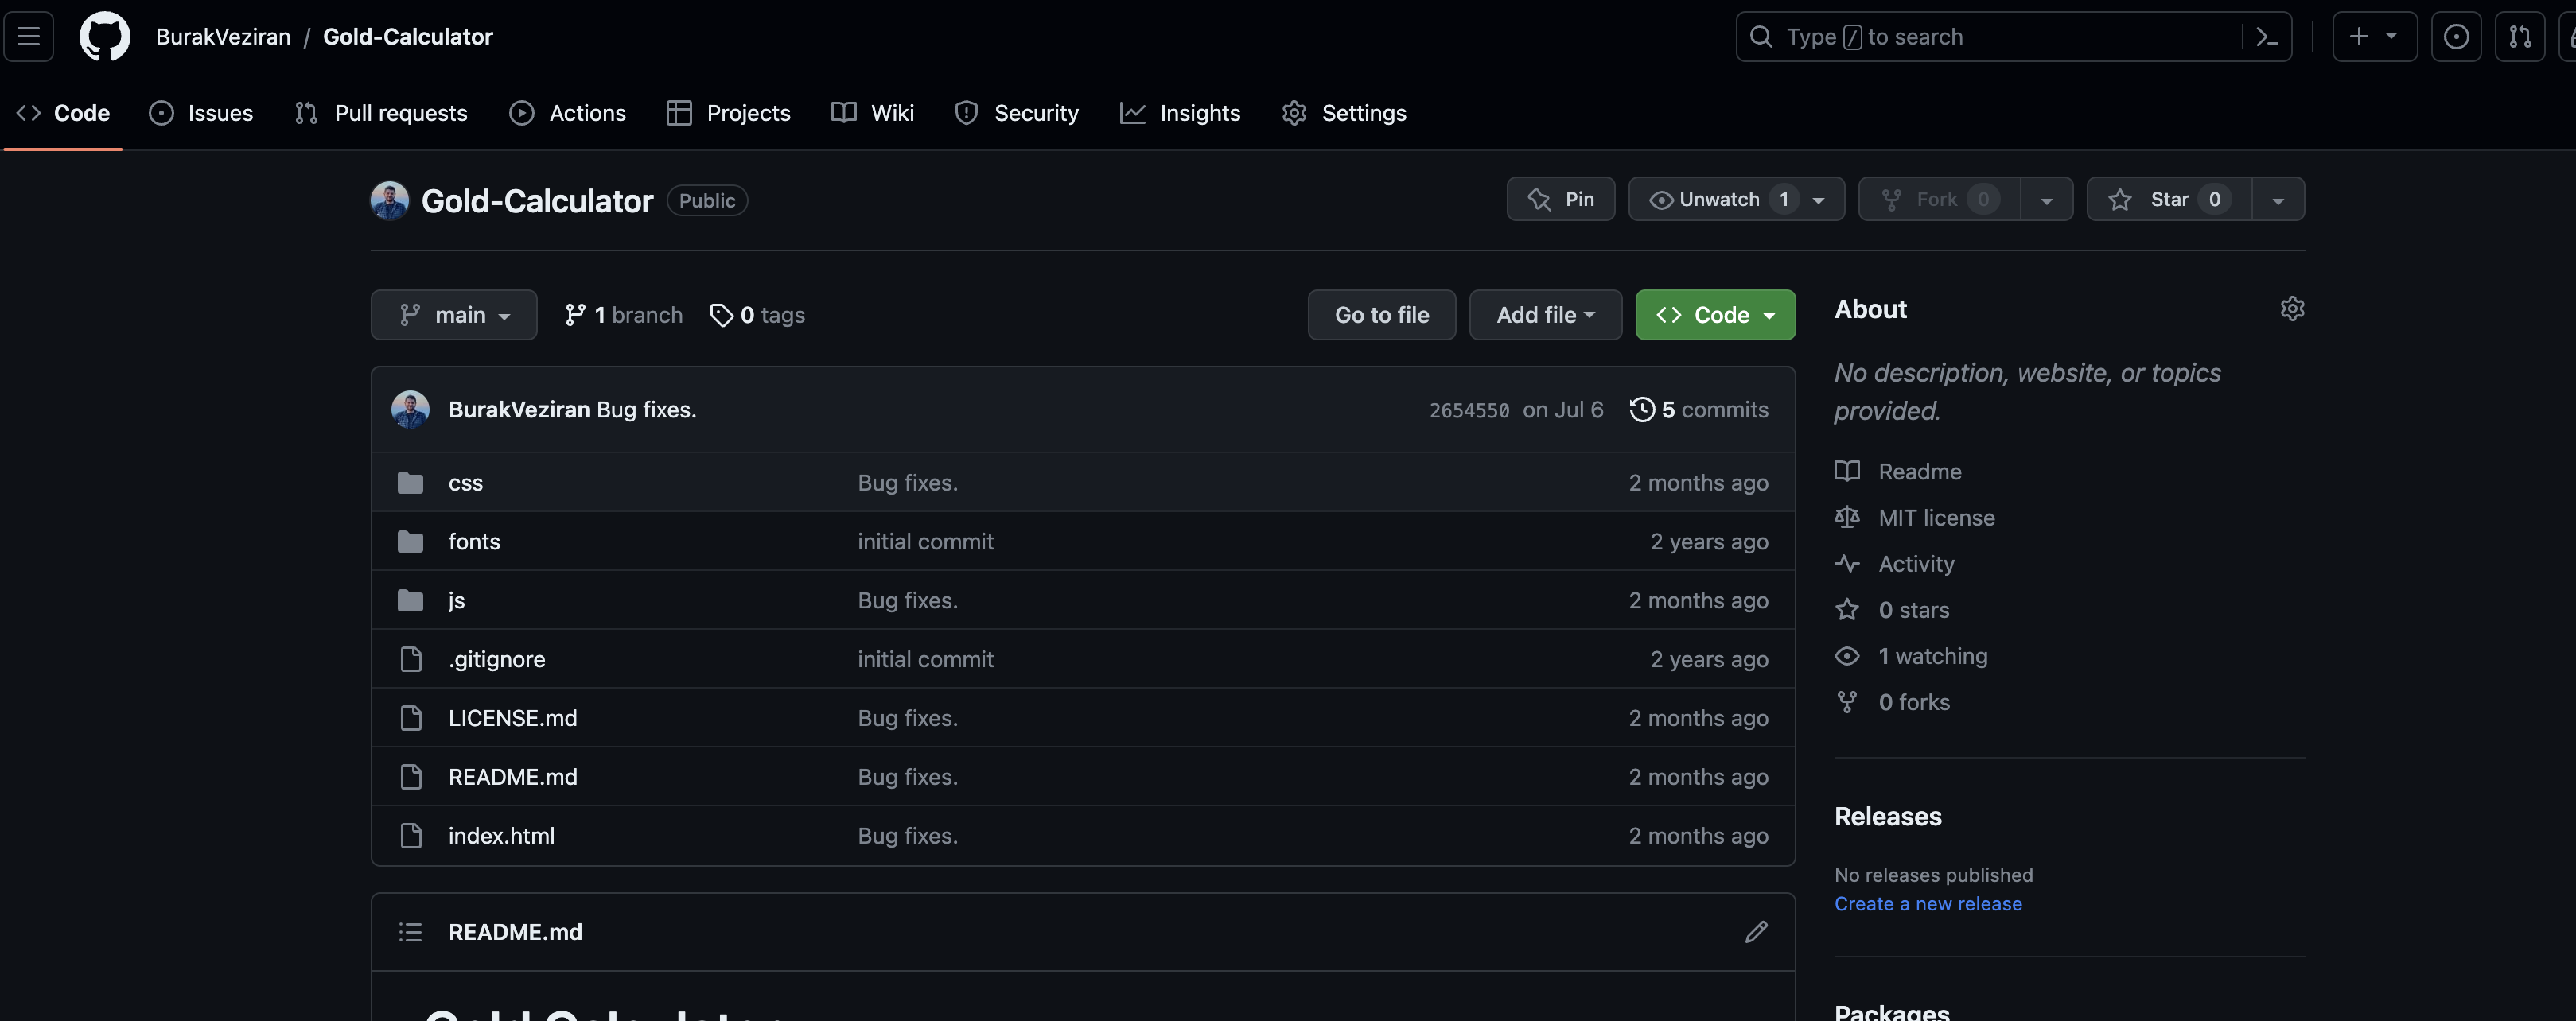 BurakVeziran / Gold-Calculator
Type / to search
Code Issues Pull requests Actions Projects Wiki Security Insights Settings
Gold-Calculator Public
Pin Unwatch 1 Fork 0 Star 0
main 1 branch 0 tags
Go to file Add file Code
BurakVeziran Bug fixes. 2654550 on Jul 6 5 commits
css Bug fixes. 2 months ago
fonts initial commit 2 years ago
js Bug fixes. 2 months ago
.gitignore initial commit 2 years ago
LICENSE.md Bug fixes. 2 months ago
README.md Bug fixes. 2 months ago
index.html Bug fixes. 2 months ago
README.md
Gold Calculator
About
No description, website, or topics
provided.
Readme
MIT license
Activity
0 stars
1 watching
0 forks
Releases
No releases published
Create a new release
Packages